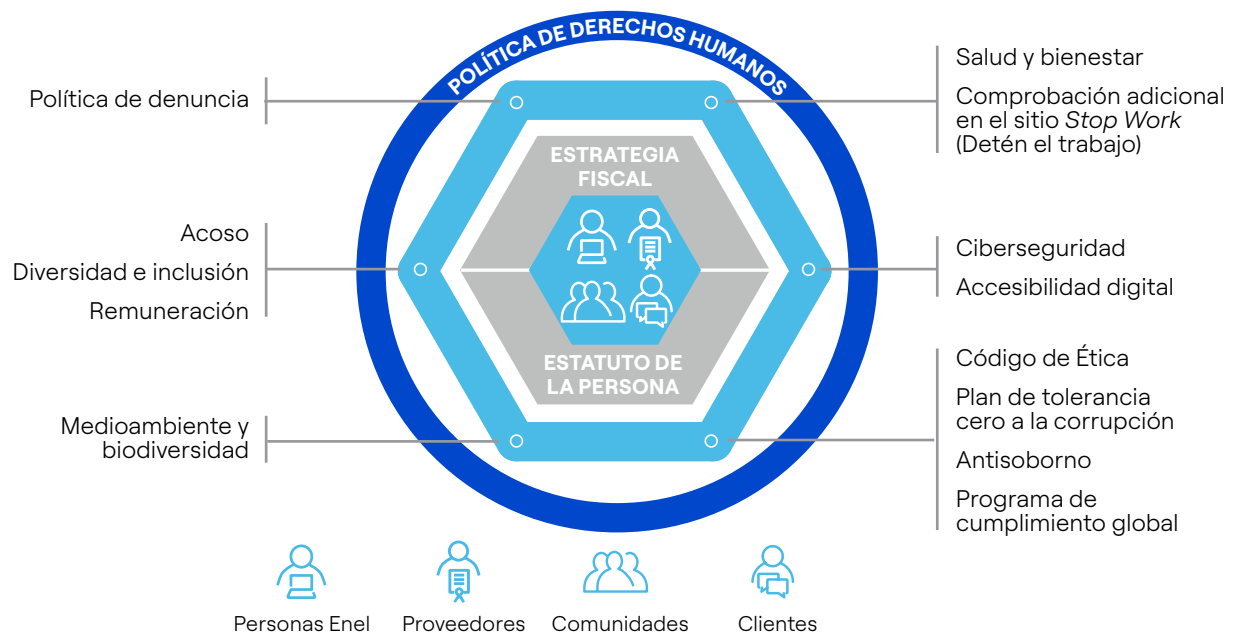 POLÍTICA DE DERECHOS HUMANOS
Política de denuncia
Acoso
Diversidad e inclusión
Remuneración
Medioambiente y
biodiversidad
ESTRATEGIA
FISCAL
ESTATUTO DE
LA PERSONA
Salud y bienestar
Comprobación adicional
en el sitio Stop Work
(Detén el trabajo)
Ciberseguridad
Accesibilidad digital
Código de Ética
Plan de tolerancia
cero a la corrupción
Antisoborno
Programa de
cumplimiento global
Personas Enel
Proveedores
Comunidades
Clientes